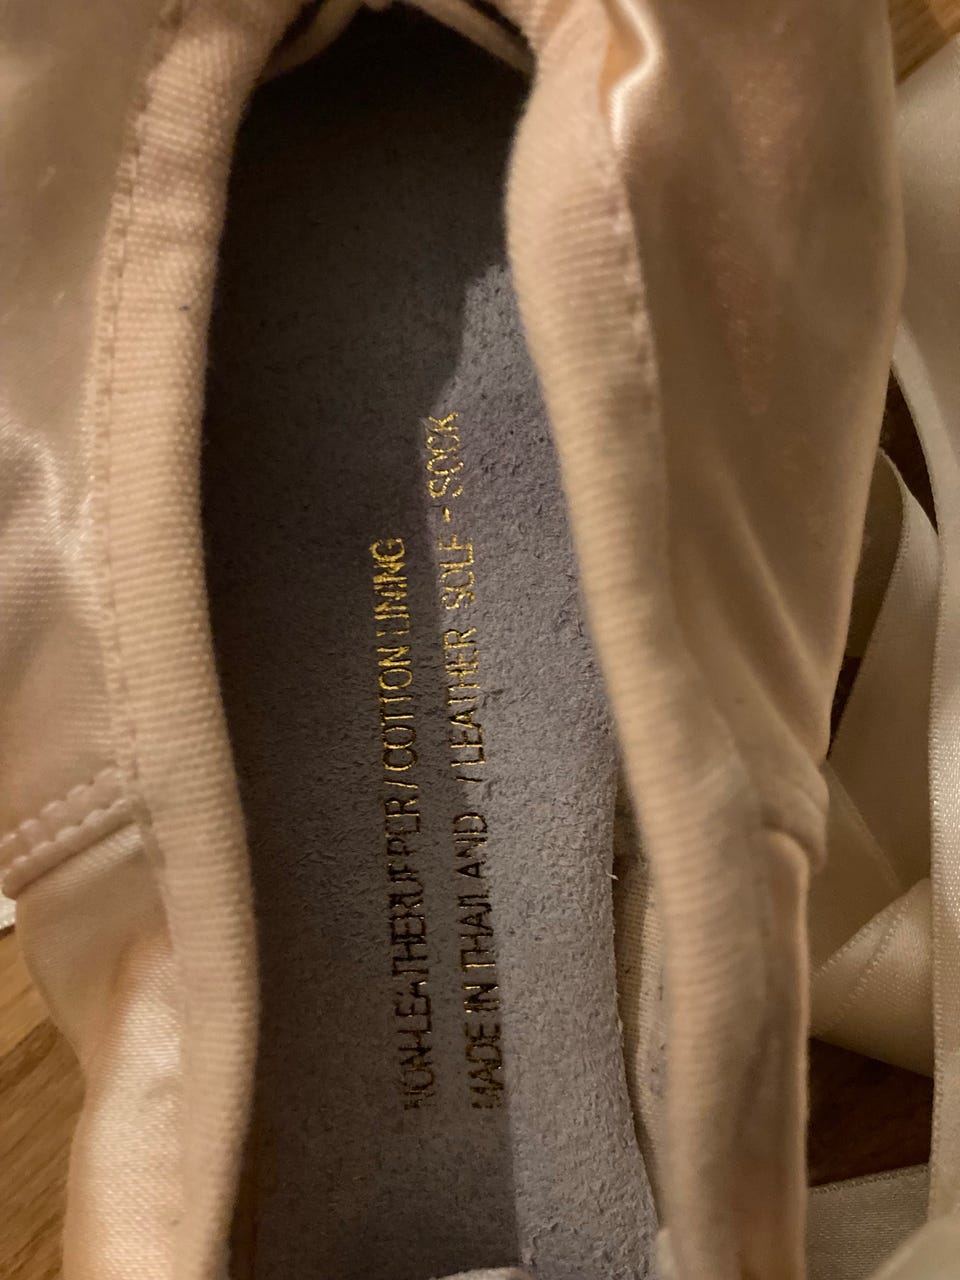 NON-LEATHER UPPER / COTTON LINING
MADE IN THAILAND / LEATHER SOLE - SOCK